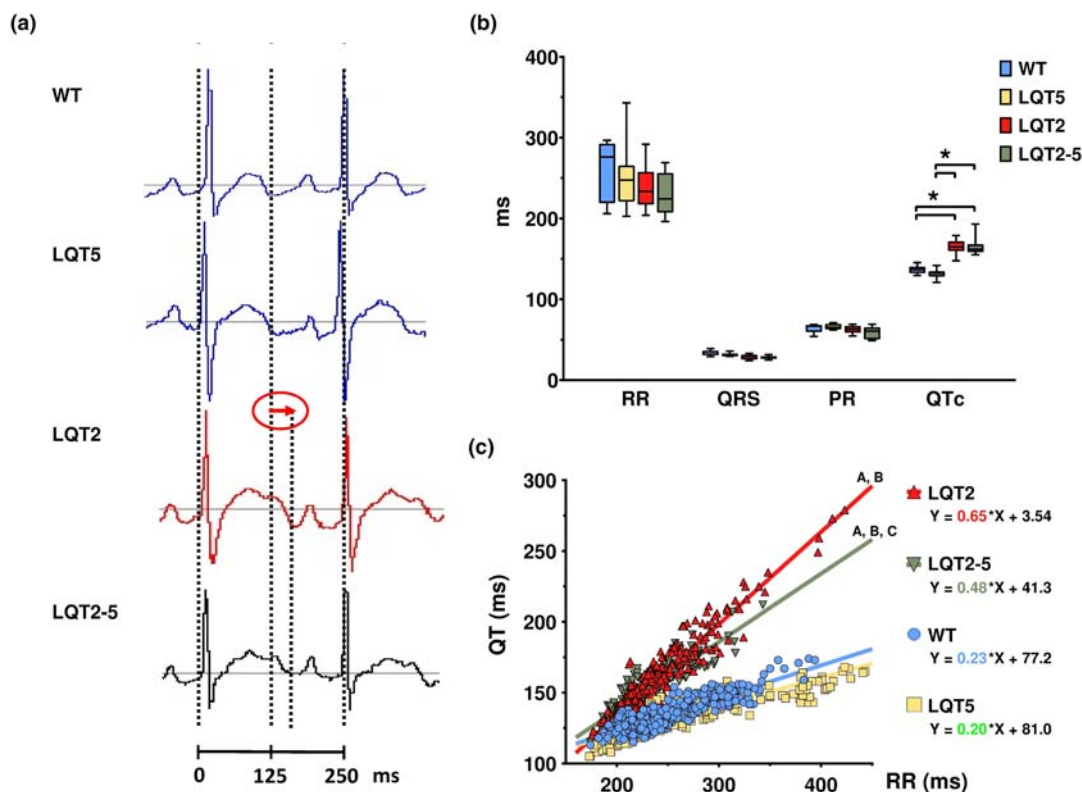 (a)
WT
LQT5
LQT2
LQT2-5
0 125 250 ms
(b)
400
300
200
100
0
ms
RR QRS PR QTc
* *
WT
LQT5
LQT2
LQT2-5
(c)
300
250
200
150
100
QT (ms)
200 300 400 RR (ms)
A, B
A, B, C
LQT2
Y = 0.65*X + 3.54
LQT2-5
Y = 0.48*X + 41.3
WT
Y = 0.23*X + 77.2
LQT5
Y = 0.20*X + 81.0